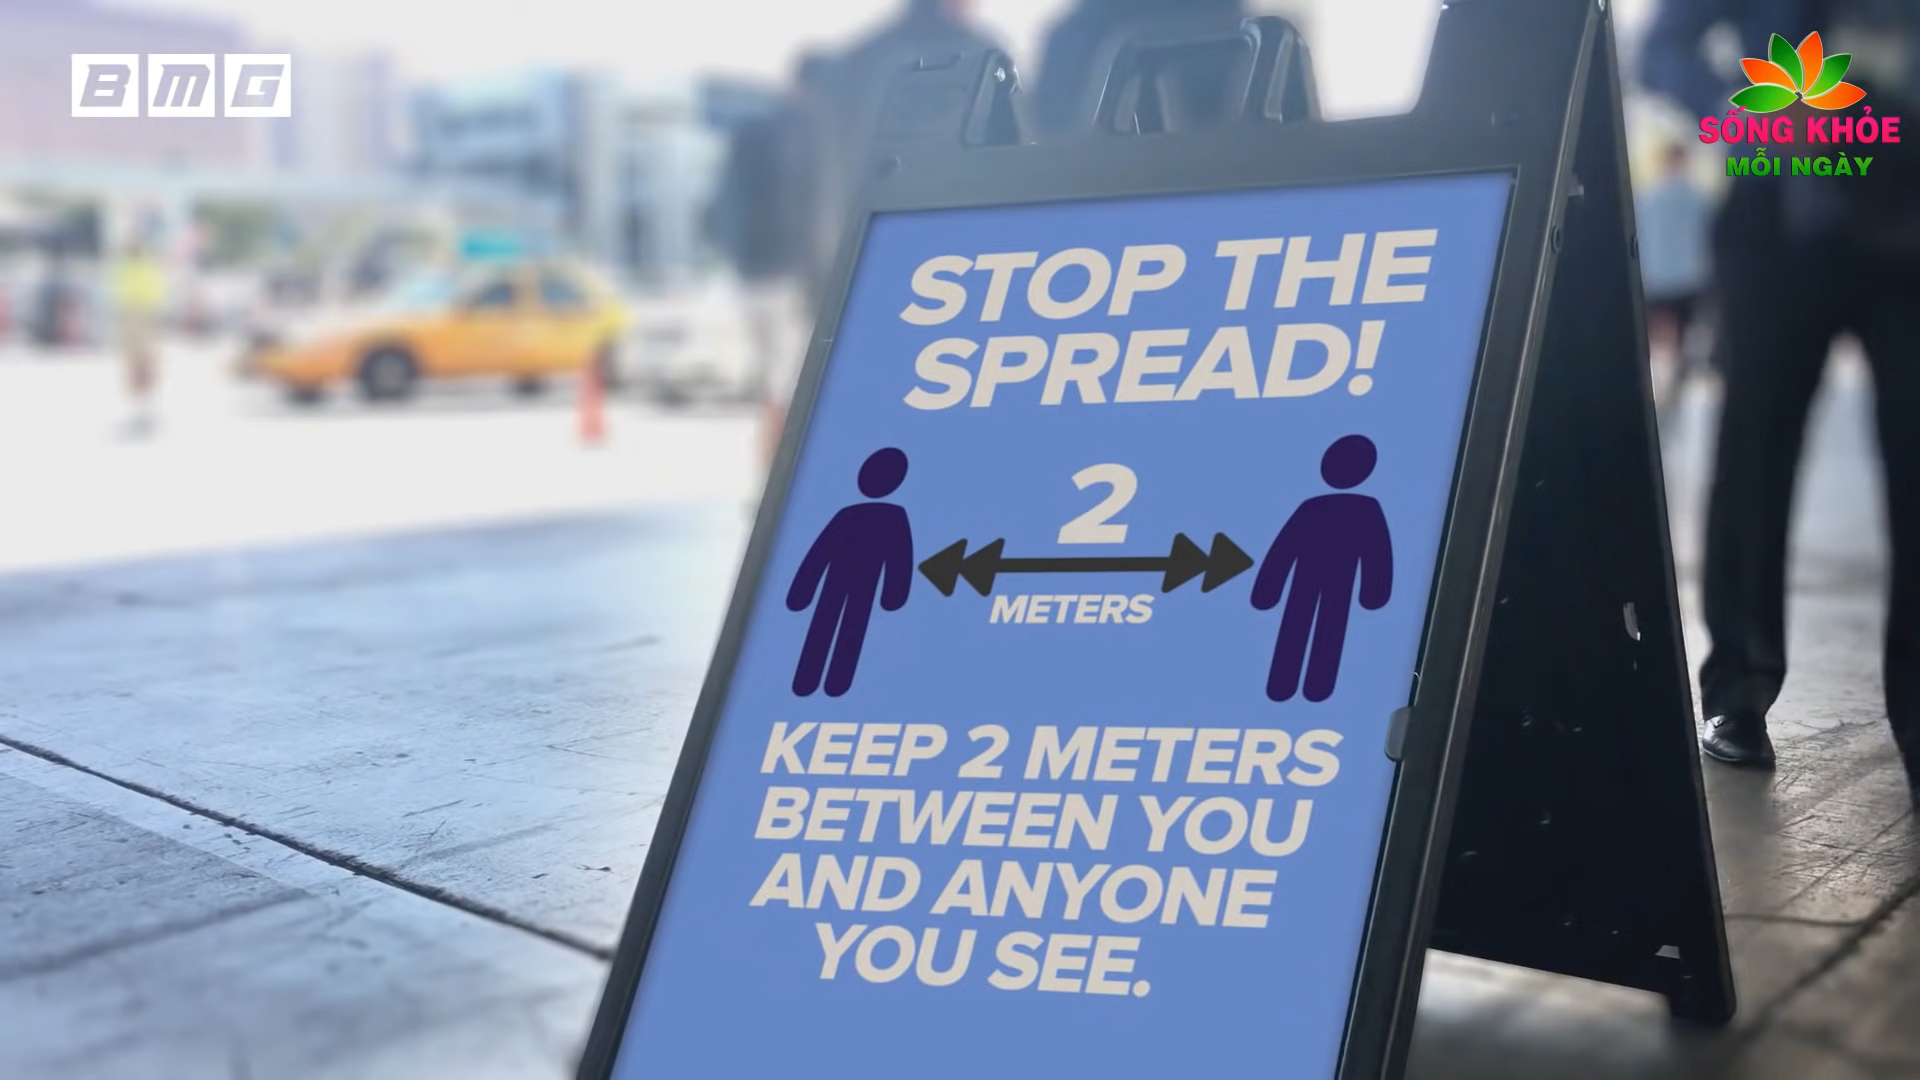 BMG
SỐNG KHỎE
MỖI NGÀY
STOP THE
SPREAD!
2
METERS
KEEP 2 METERS
BETWEEN YOU
AND ANYONE
YOU SEE.